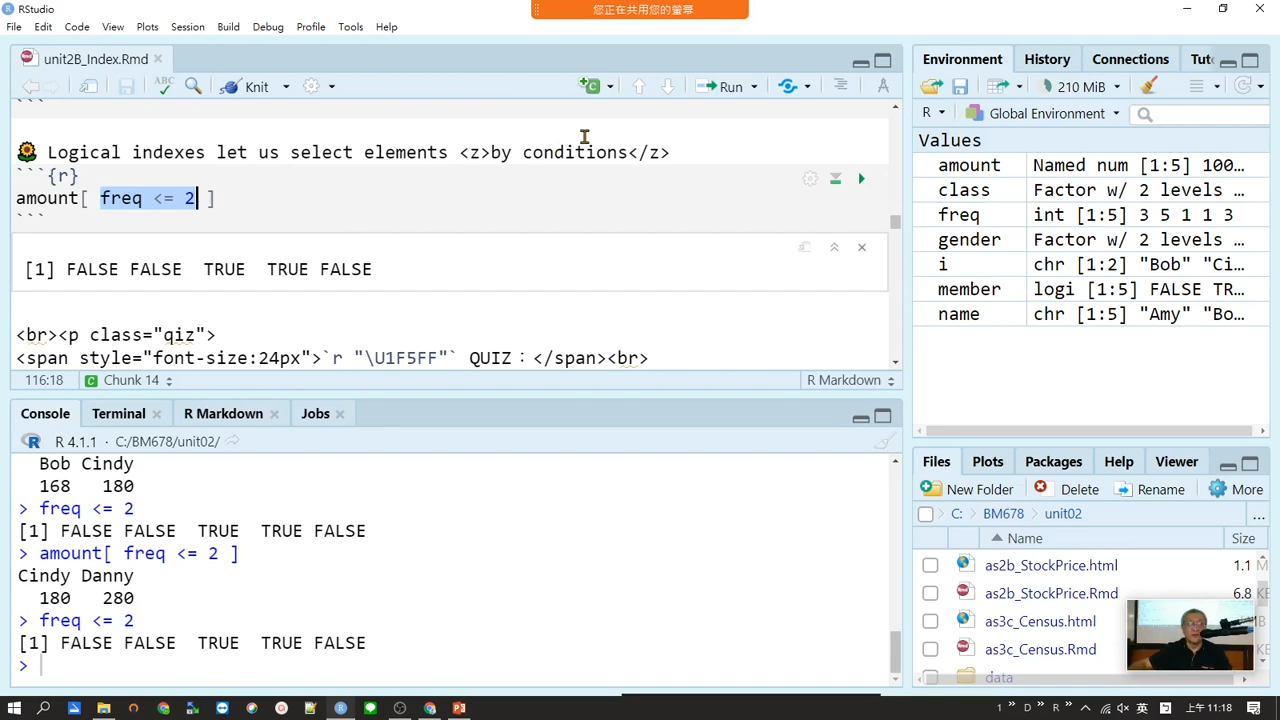 RStudio
您正在共用您的螢幕
File Edit Code View Plots Session Build Debug Profile Tools Help
unit2B_Index.Rmd
ABC Knit Run
```
🌻 Logical indexes let us select elements <z>by conditions</z>
```{r}
amount[ freq <= 2 ]
```
[1] FALSE FALSE  TRUE  TRUE FALSE
<br><p class="qiz">
<span style="font-size:24px">`r "\U1F5FF"` QUIZ：</span><br>
116:18 Chunk 14 R Markdown
Console Terminal R Markdown Jobs
R 4.1.1 · C:/BM678/unit02/
Bob Cindy
168 180
> freq <= 2
[1] FALSE FALSE  TRUE  TRUE FALSE
> amount[ freq <= 2 ]
Cindy Danny
180 280
> freq <= 2
[1] FALSE FALSE  TRUE  TRUE FALSE
>
Environment History Connections Tut
210 MiB
R Global Environment
Values
amount Named num [1:5] 100…
class Factor w/ 2 levels …
freq int [1:5] 3 5 1 1 3
gender Factor w/ 2 levels …
i chr [1:2] "Bob" "Ci…
member logi [1:5] FALSE TR…
name chr [1:5] "Amy" "Bo…
Files Plots Packages Help Viewer
New Folder Delete Rename More
C: BM678 unit02 ...
Name Size
as2b_StockPrice.html 1.1 M
as2b_StockPrice.Rmd 6.8 KB
as3c_Census.html
as3c_Census.Rmd
data
英 上午 11:18